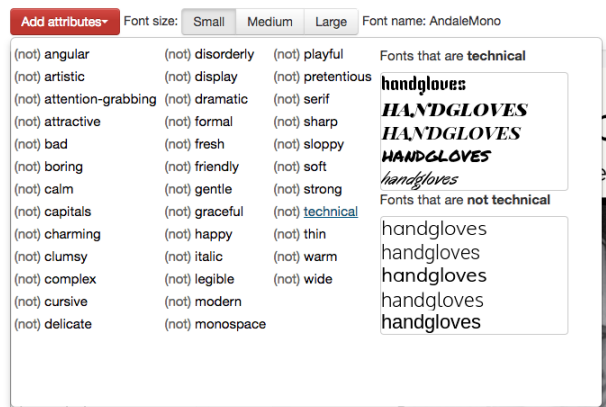 Add attributes Font size: Small Medium Large Font name: AndaleMono
(not) angular
(not) artistic
(not) attention-grabbing
(not) attractive
(not) bad
(not) boring
(not) calm
(not) capitals
(not) charming
(not) clumsy
(not) complex
(not) cursive
(not) delicate
(not) disorderly
(not) display
(not) dramatic
(not) formal
(not) fresh
(not) friendly
(not) gentle
(not) graceful
(not) happy
(not) italic
(not) legible
(not) modern
(not) monospace
(not) playful
(not) pretentious
(not) serif
(not) sharp
(not) sloppy
(not) soft
(not) strong
(not) technical
(not) thin
(not) warm
(not) wide
Fonts that are technical
handgloves
HANDGLOVES
HANDGLOVES
HANDGLOVES
handgloves
Fonts that are not technical
handgloves
handgloves
handgloves
handgloves
handgloves